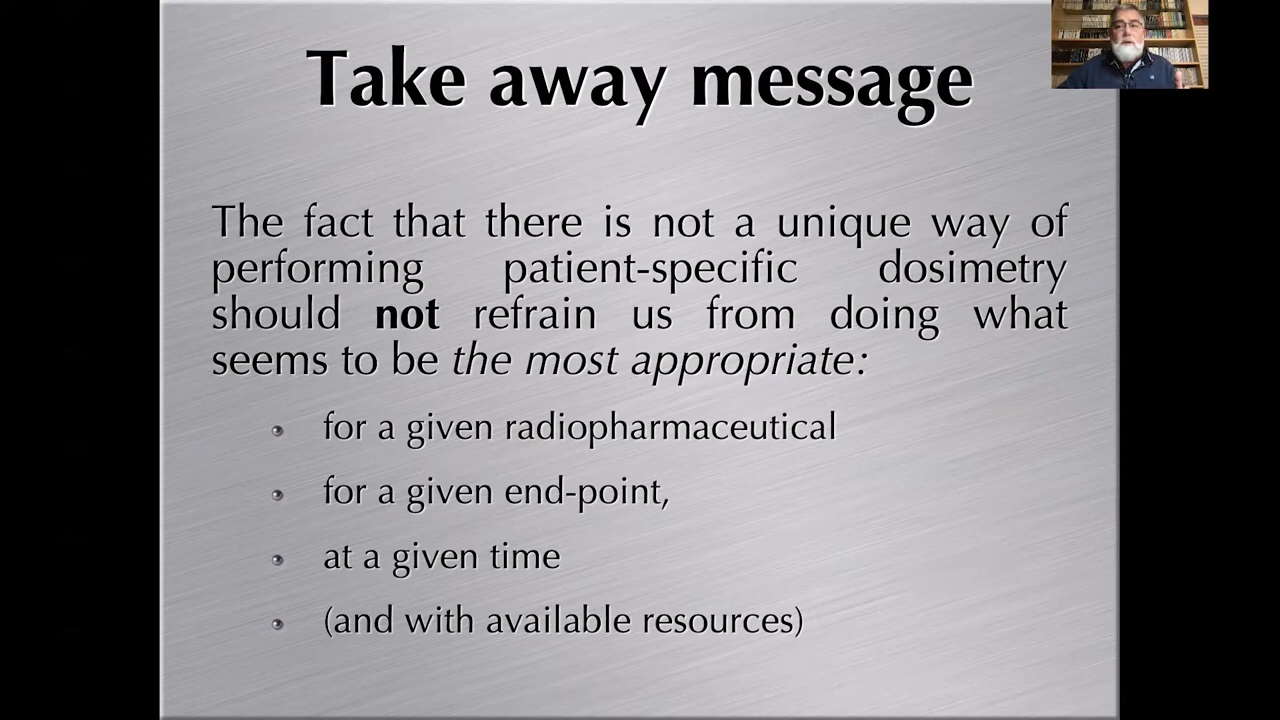 Take away message
The fact that there is not a unique way of
performing patient-specific dosimetry
should not refrain us from doing what
seems to be the most appropriate:
for a given radiopharmaceutical
for a given end-point,
at a given time
(and with available resources)